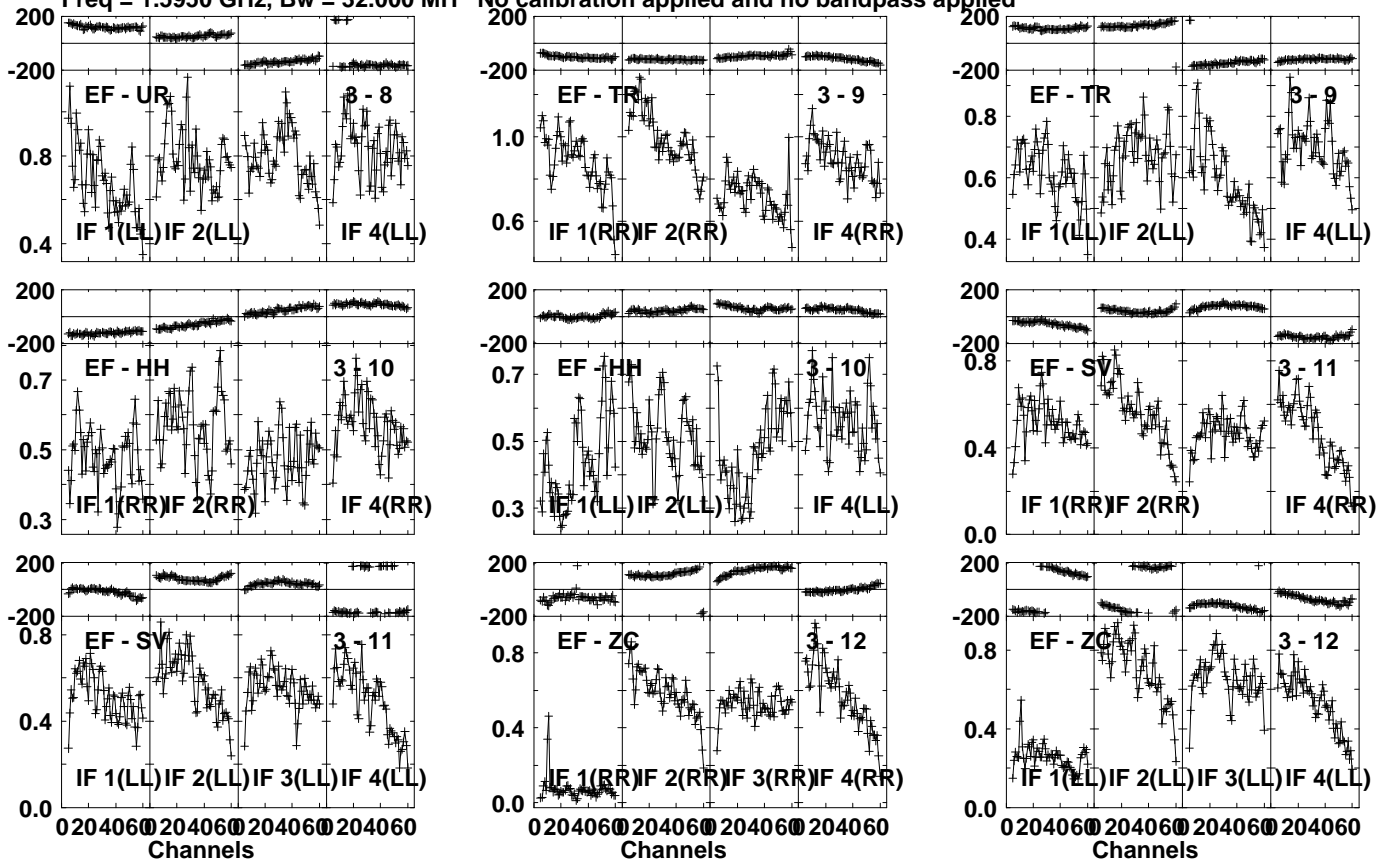 Freq = 1.5950 GHz, Bw = 32.000 MH No calibration applied and no bandpass applied
200
-200
EF - UR
3 - 8
0.8
0.4
IF 1(LL)
IF 2(LL)
IF 4(LL)
EF - TR
3 - 9
1.0
0.6
IF 1(RR)
IF 2(RR)
IF 4(RR)
200
-200
EF - TR
3 - 9
0.8
0.6
0.4
IF 1(LL)
IF 2(LL)
IF 4(LL)
200
-200
EF - HH
3 - 10
0.7
0.5
0.3
IF 1(RR)
IF 2(RR)
IF 4(RR)
200
-200
EF - HH
3 - 10
0.7
0.5
0.3
IF 1(LL)
IF 2(LL)
IF 4(LL)
200
-200
EF - SV
3 - 11
0.8
0.4
0.0
IF 1(RR)
IF 2(RR)
IF 4(RR)
200
-200
EF - SV
3 - 11
0.8
0.4
0.0
IF 1(LL)
IF 2(LL)
IF 3(LL)
IF 4(LL)
0 20 40 60 0 20 40 60 0 20 40 60 0 20 40 60
Channels
200
-200
EF - ZC
3 - 12
0.8
0.4
0.0
IF 1(RR)
IF 2(RR)
IF 3(RR)
IF 4(RR)
0 20 40 60 0 20 40 60 0 20 40 60 0 20 40 60
Channels
200
-200
EF - ZC
3 - 12
0.8
0.4
0.0
IF 1(LL)
IF 2(LL)
IF 3(LL)
IF 4(LL)
0 20 40 60 0 20 40 60 0 20 40 60 0 20 40 60
Channels